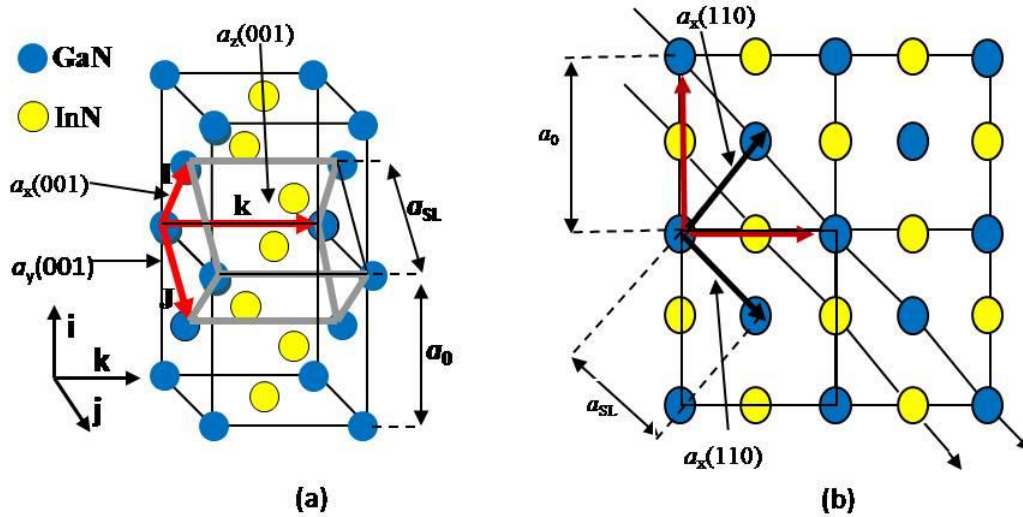 GaN
InN
a_z(001)
a_x(001)
I
k
a_SL
a_y(001)
J
i
k
j
a_0
(a)
a_x(110)
a_0
a_SL
a_x(110)
(b)